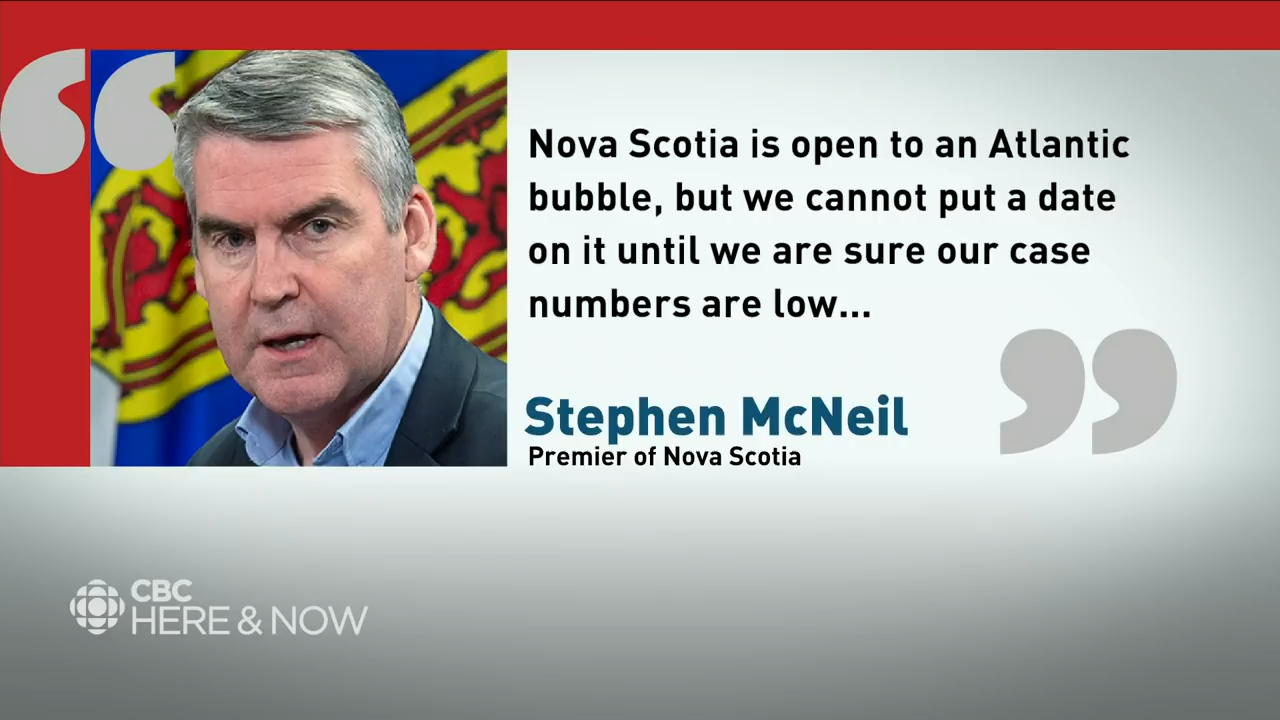 Nova Scotia is open to an Atlantic
bubble, but we cannot put a date
on it until we are sure our case
numbers are low...
Stephen McNeil
Premier of Nova Scotia
CBC
HERE & NOW